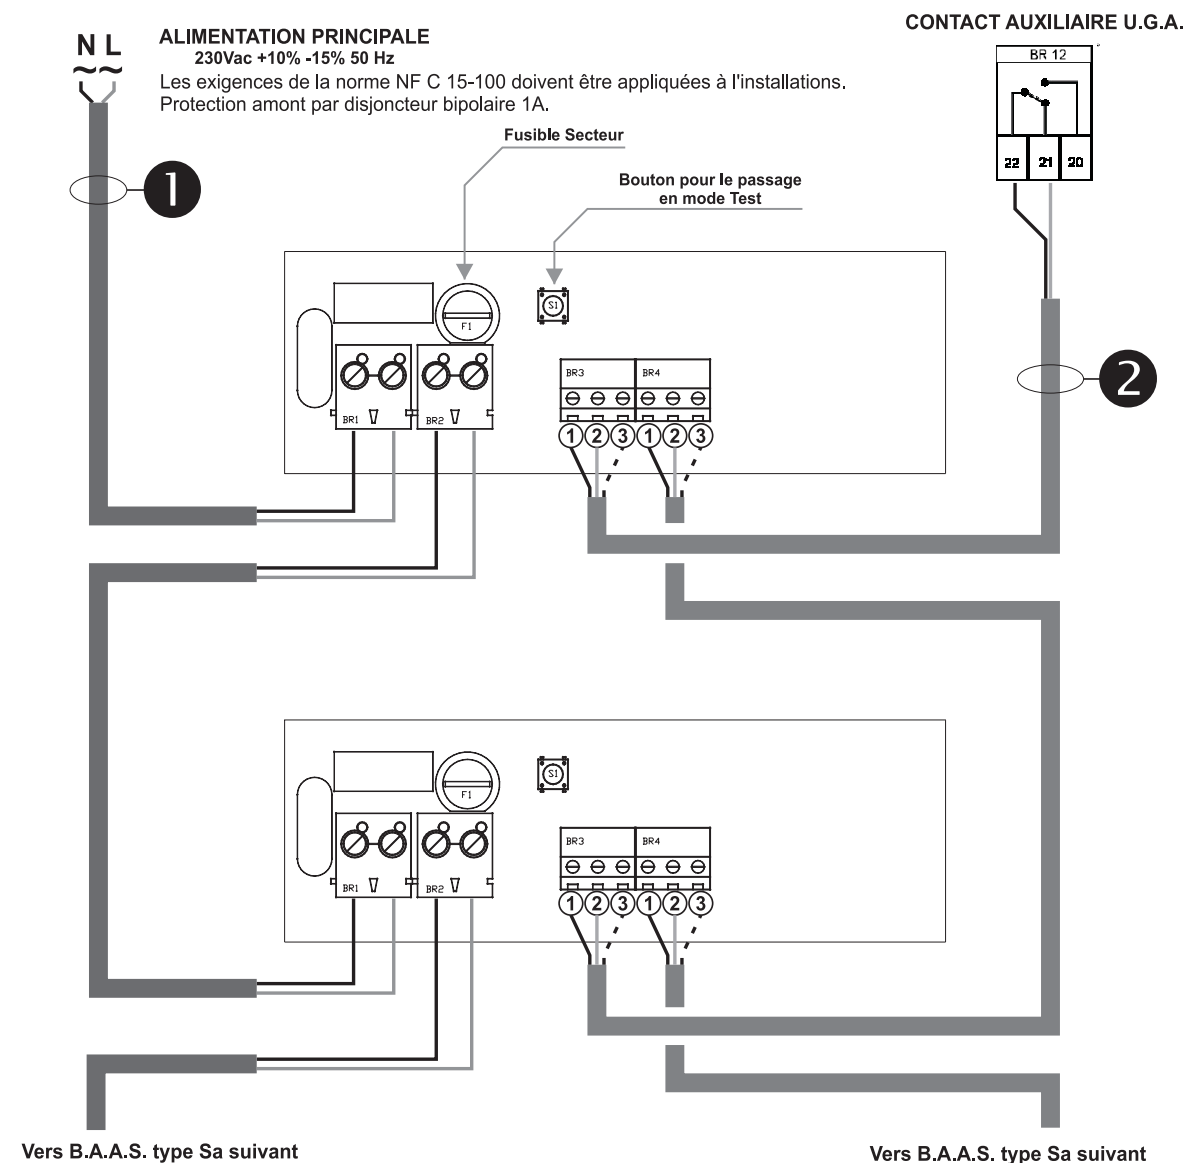 CONTACT AUXILIAIRE U.G.A.
N L
ALIMENTATION PRINCIPALE
230Vac +10% -15% 50 Hz
Les exigences de la norme NF C 15-100 doivent être appliquées à l'installations.
Protection amont par disjoncteur bipolaire 1A.
BR 12
22 21 20
Fusible Secteur
Bouton pour le passage
en mode Test
1
2
F1
S1
BR1
BR2
BR3
BR4
1 2 3 1 2 3
F1
S1
BR1
BR2
BR3
BR4
1 2 3 1 2 3
Vers B.A.A.S. type Sa suivant
Vers B.A.A.S. type Sa suivant